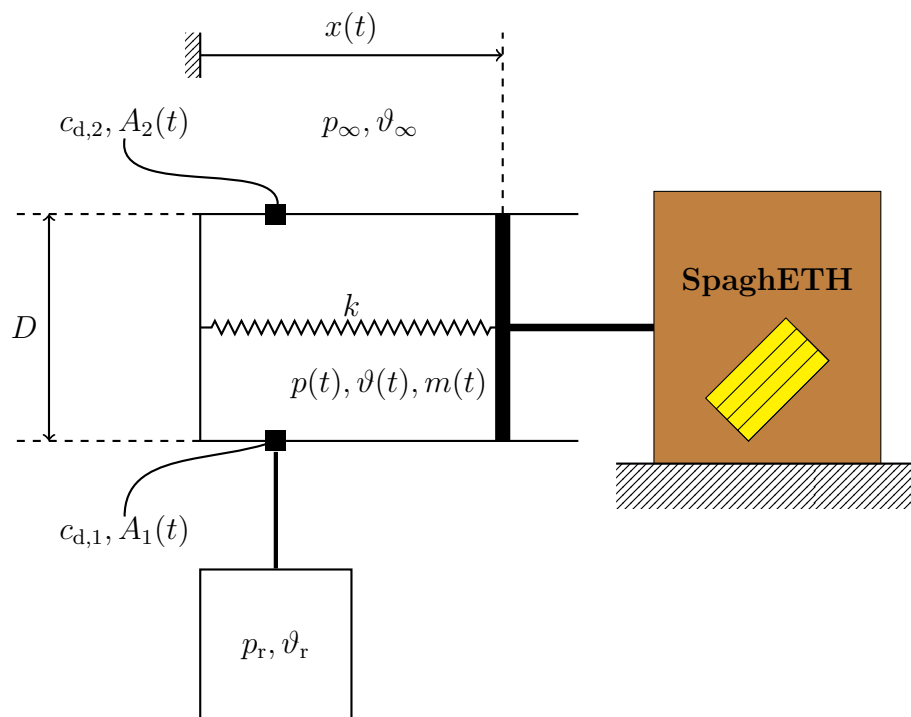 x(t)
c_{d,2}, A_2(t)
p_∞, ϑ_∞
SpaghETH
k
D
p(t), ϑ(t), m(t)
c_{d,1}, A_1(t)
p_r, ϑ_r